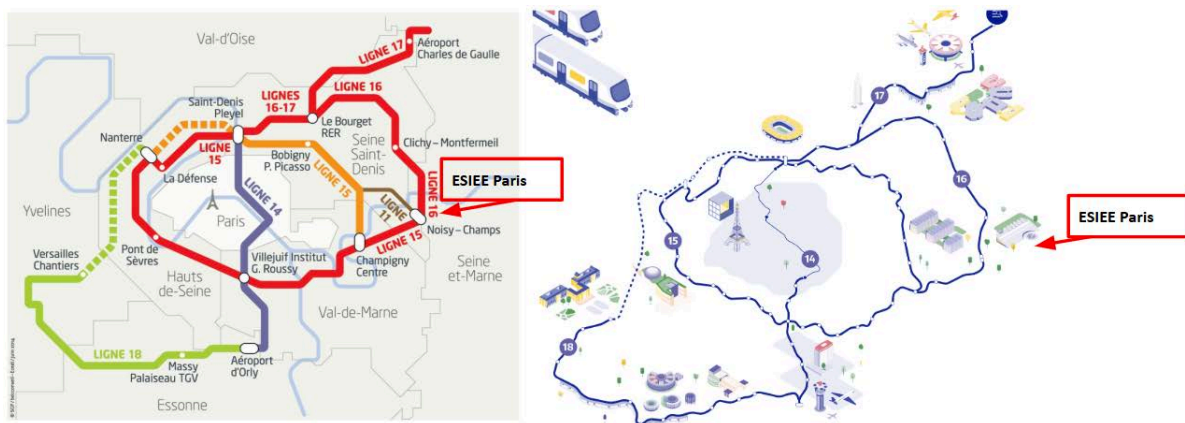 Val-d'Oise
LIGNE 17
Aéroport
Charles de Gaulle
LIGNE 16
LIGNES
16-17
Saint-Denis
Pleyel
Le Bourget
RER
Nanterre
LIGNE
15
Bobigny
P. Picasso
Seine
Saint-
Denis
Clichy – Montfermeil
La Défense
LIGNE 15
LIGNE 14
LIGNE
11
LIGNE 16
ESIEE Paris
Yvelines
Paris
Noisy – Champs
LIGNE 15
Versailles
Chantiers
Pont de
Sèvres
Villejuif Institut
G. Roussy
Champigny
Centre
Seine
et-Marne
Hauts
de-Seine
Val-de-Marne
LIGNE 18
Massy
Palaiseau TGV
Aéroport
d'Orly
Essonne
17
16
ESIEE Paris
15
14
18